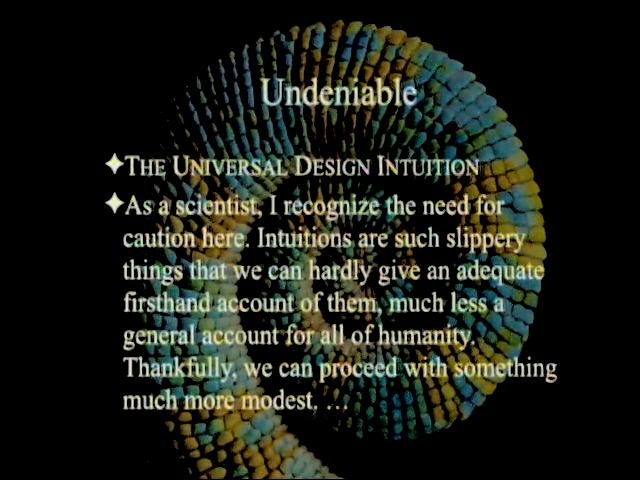 Undeniable
✦THE UNIVERSAL DESIGN INTUITION
✦As a scientist, I recognize the need for
caution here. Intuitions are such slippery
things that we can hardly give an adequate
firsthand account of them, much less a
general account for all of humanity.
Thankfully, we can proceed with something
much more modest. …